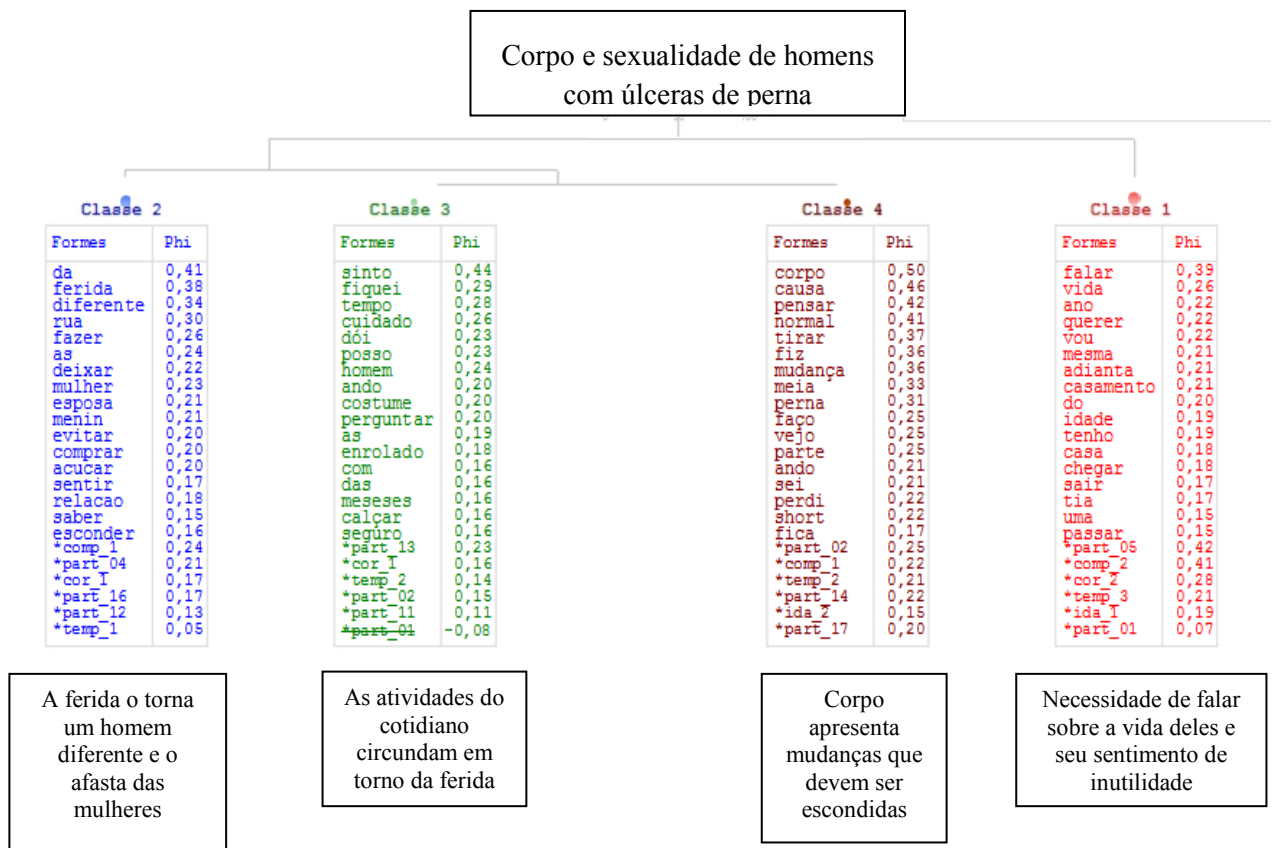 Corpo e sexualidade de homens
com úlceras de perna
Classe 2
Formes Phi
da 0,41
ferida 0,38
diferente 0,34
rua 0,30
fazer 0,26
as 0,24
deixar 0,22
mulher 0,23
esposa 0,21
menin 0,21
evitar 0,20
comprar 0,20
acucar 0,20
sentir 0,17
relacao 0,18
saber 0,15
esconder 0,16
*comp_1 0,24
*part_04 0,21
*cor_1 0,17
*part_16 0,17
*part_12 0,13
*temp_1 0,05
A ferida o torna
um homem
diferente e o
afasta das
mulheres
Classe 3
Formes Phi
sinto 0,44
fiquei 0,29
tempo 0,28
cuidado 0,26
dói 0,23
posso 0,23
homem 0,24
ando 0,20
costume 0,20
perguntar 0,20
as 0,19
enrolado 0,18
com 0,16
das 0,16
meseses 0,16
calçar 0,16
seguro 0,16
*part_13 0,23
*cor_1 0,16
*temp_2 0,14
*part_02 0,15
*part_11 0,11
*part_01 -0,08
As atividades do
cotidiano
circundam em
torno da ferida
Classe 4
Formes Phi
corpo 0,50
causa 0,46
pensar 0,42
normal 0,41
tirar 0,37
fiz 0,36
mudança 0,36
meia 0,33
perna 0,31
faço 0,25
vejo 0,25
parte 0,25
ando 0,21
sei 0,21
perdi 0,22
short 0,22
fica 0,17
*part_02 0,25
*comp_1 0,22
*temp_2 0,21
*part_14 0,22
*ida_2 0,15
*part_17 0,20
Corpo
apresenta
mudanças que
devem ser
escondidas
Classe 1
Formes Phi
falar 0,39
vida 0,26
ano 0,22
querer 0,22
vou 0,22
mesma 0,21
adianta 0,21
casamento 0,21
do 0,20
idade 0,19
tenho 0,19
casa 0,18
chegar 0,18
sair 0,17
tia 0,17
uma 0,15
passar 0,15
*part_05 0,42
*comp_2 0,41
*cor_2 0,28
*temp_3 0,21
*ida_1 0,19
*part_01 0,07
Necessidade de falar
sobre a vida deles e
seu sentimento de
inutilidade